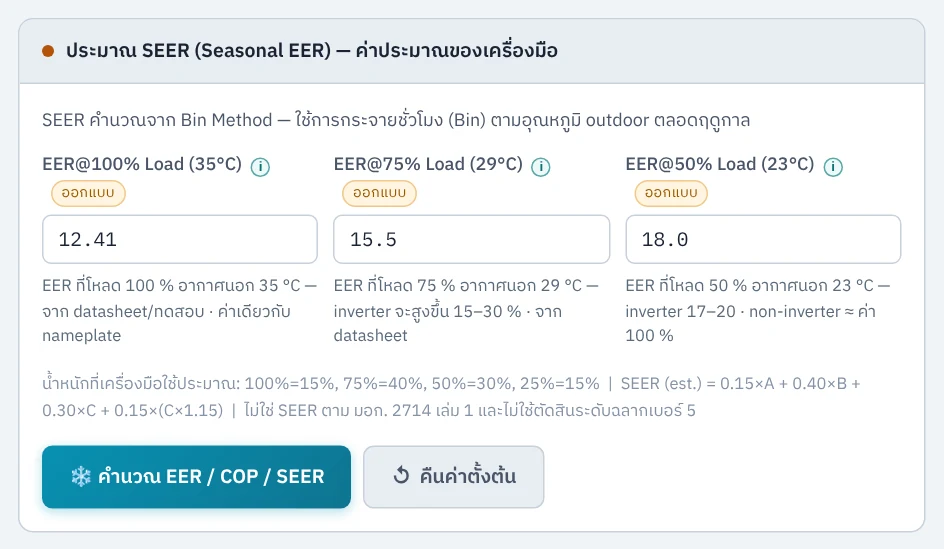 ประมาณ SEER (Seasonal EER) — ค่าประมาณของเครื่องมือ
SEER คำนวณจาก Bin Method — ใช้การกระจายชั่วโมง (Bin) ตามอุณหภูมิ outdoor ตลอดฤดูกาล
EER@100% Load (35°C) i
ออกแบบ
12.41
EER ที่โหลด 100 % อากาศนอก 35 °C —
จาก datasheet/ทดสอบ · ค่าเดียวกับ
nameplate
EER@75% Load (29°C) i
ออกแบบ
15.5
EER ที่โหลด 75 % อากาศนอก 29 °C —
inverter จะสูงขึ้น 15–30 % · จาก
datasheet
EER@50% Load (23°C) i
ออกแบบ
18.0
EER ที่โหลด 50 % อากาศนอก 23 °C —
inverter 17–20 · non-inverter ≈ ค่า
100 %
น้ำหนักที่เครื่องมือใช้ประมาณ: 100%=15%, 75%=40%, 50%=30%, 25%=15% | SEER (est.) = 0.15×A + 0.40×B +
0.30×C + 0.15×(C×1.15) | ไม่ใช่ SEER ตาม มอก. 2714 เล่ม 1 และไม่ใช้ตัดสินระดับฉลากเบอร์ 5
❄️ คำนวณ EER / COP / SEER
↺ คืนค่าตั้งต้น